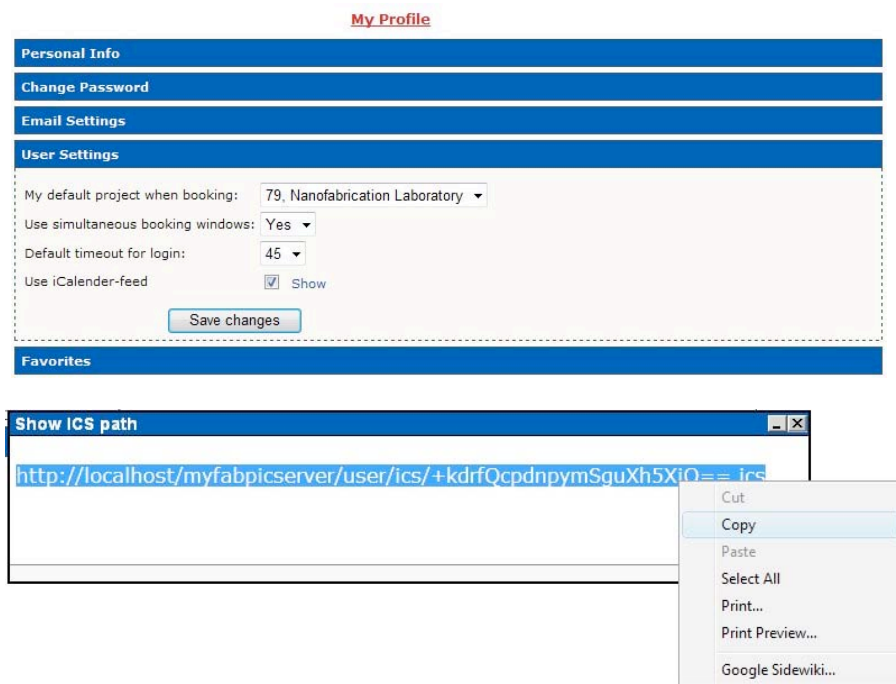 My Profile
Personal Info
Change Password
Email Settings
User Settings
My default project when booking: 79, Nanofabrication Laboratory
Use simultaneous booking windows: Yes
Default timeout for login: 45
Use iCalender-feed Show
Save changes
Favorites
Show ICS path
http://localhost/myfabpicserver/user/ics/+kdrfQcpdnpymSguXh5XiQ==.ics
Cut
Copy
Paste
Select All
Print...
Print Preview...
Google Sidewiki...